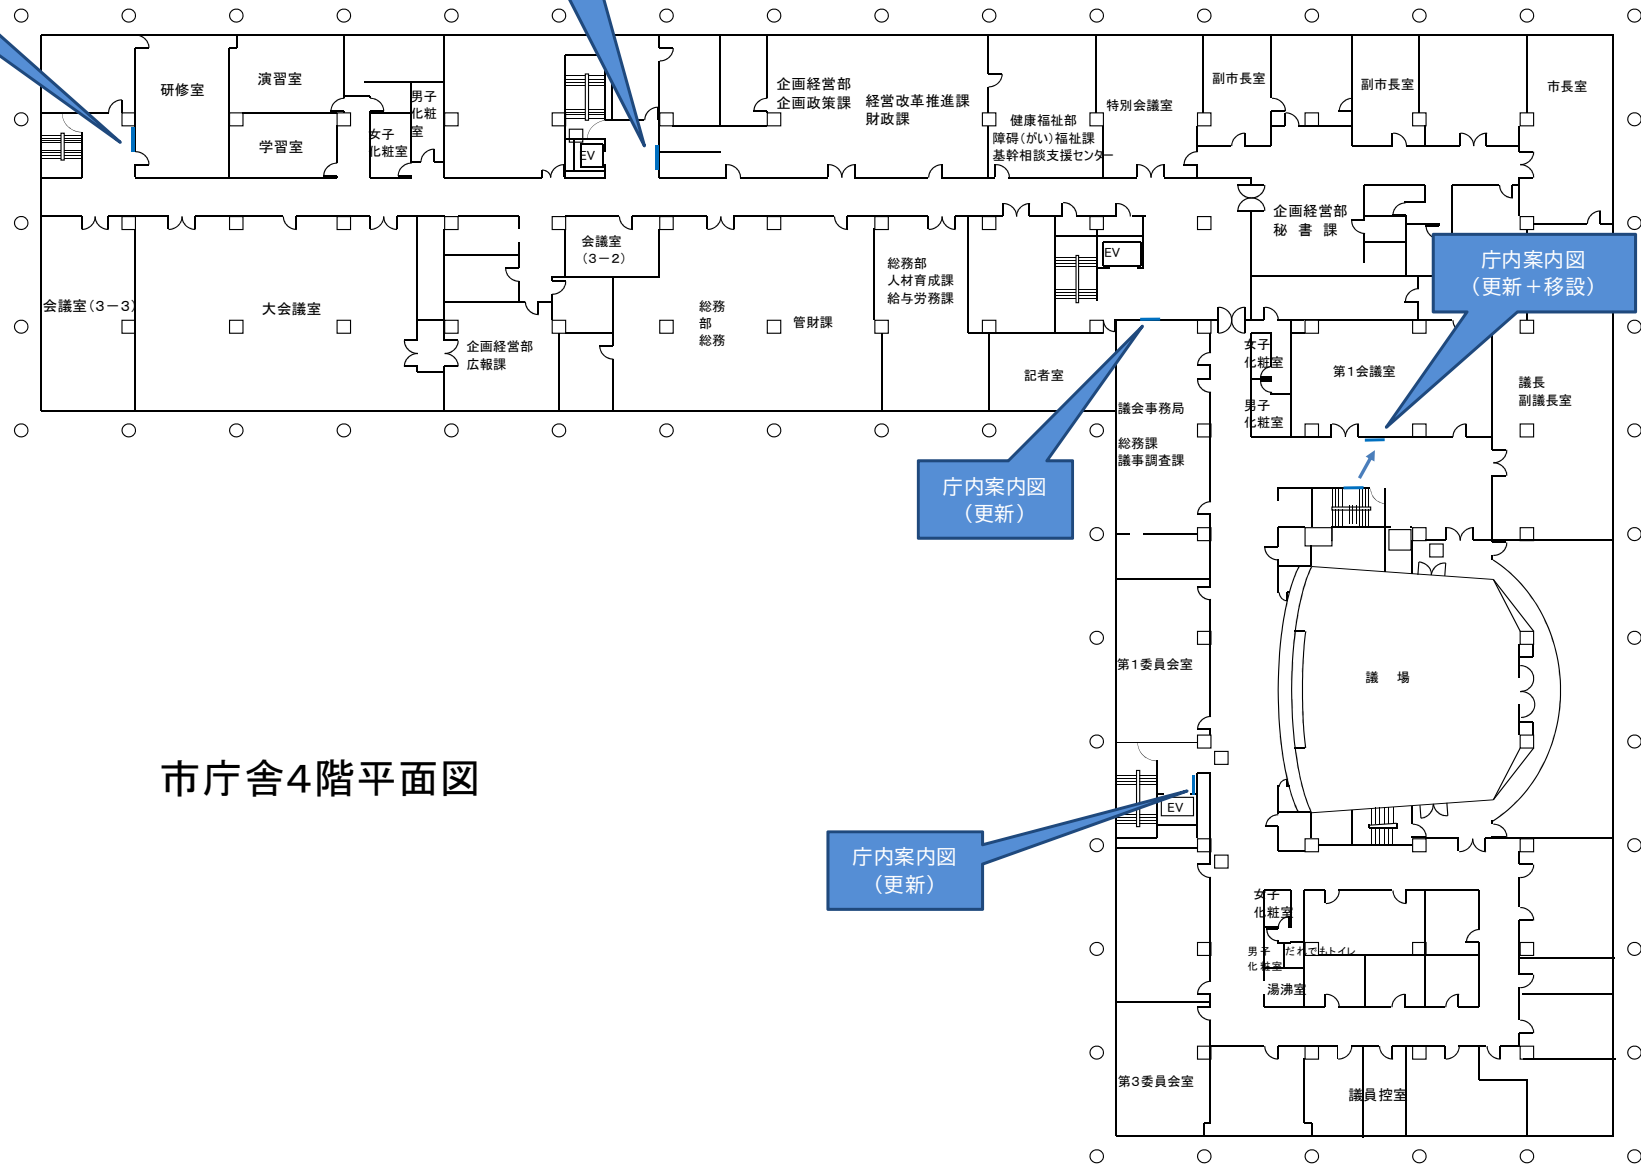 研修室
演習室
学習室
男子
化粧
室
女子
化粧室
EV
企画経営部
企画政策課
経営改革推進課
財政課
健康福祉部
障碍(がい)福祉課
基幹相談支援センター
特別会議室
副市長室
副市長室
市長室
企画経営部
秘 書 課
会議室(3－3)
大会議室
企画経営部
広報課
会議室
(3－2)
総務
部
総務
管財課
総務部
人材育成課
給与労務課
EV
記者室
庁内案内図
(更新＋移設)
女子
化粧室
男子
化粧室
第1会議室
議長
副議長室
議会事務局
総務課
議事調査課
庁内案内図
(更新)
第1委員会室
議 場
市庁舎4階平面図
EV
庁内案内図
(更新)
女子
化粧室
男子
化粧室
だれでもトイレ
湯沸室
第3委員会室
議員控室